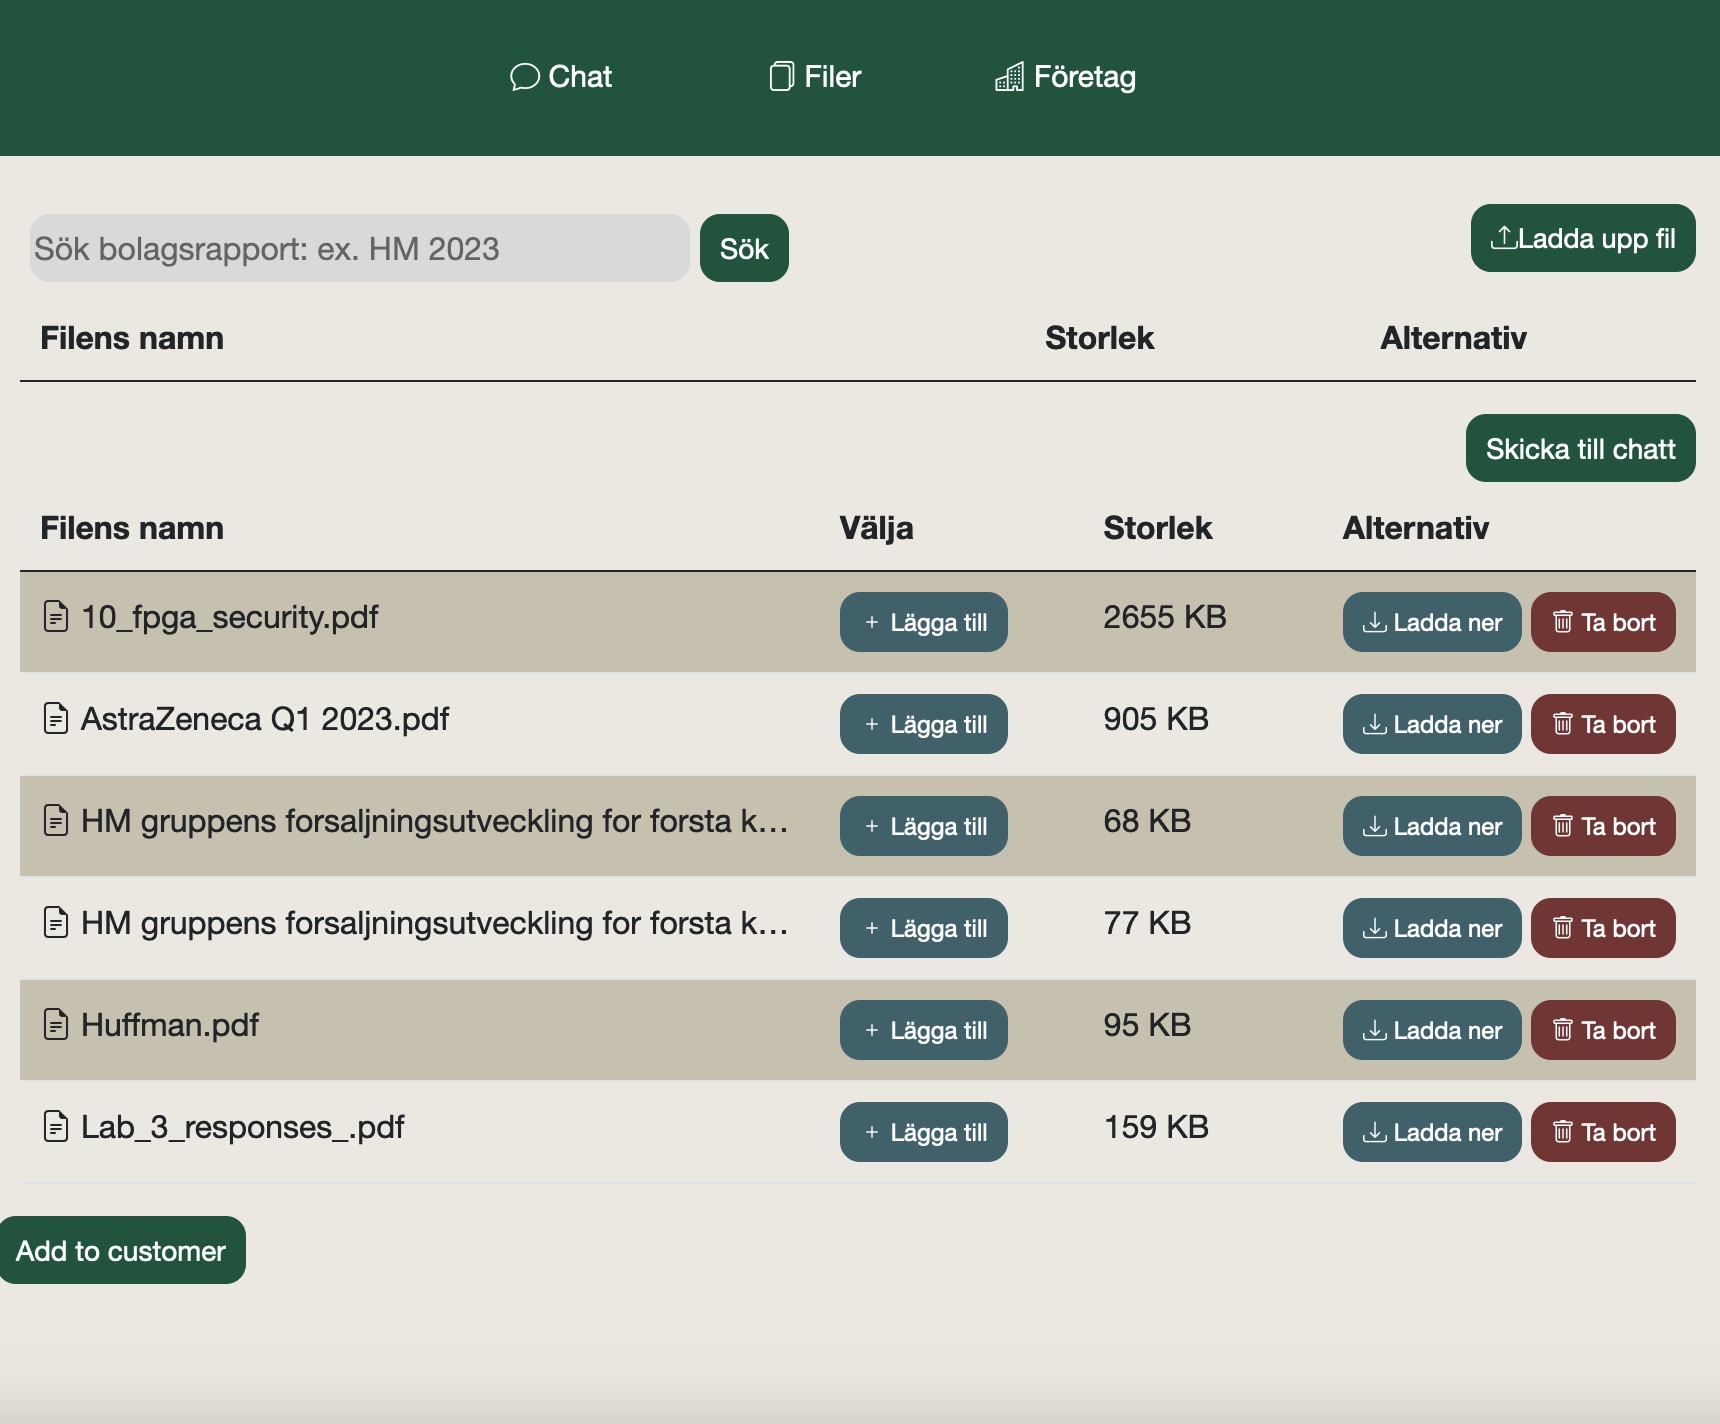 Chat Filer Företag
Sök bolagsrapport: ex. HM 2023 Sök Ladda upp fil
Filens namn Storlek Alternativ
Skicka till chatt
Filens namn Välja Storlek Alternativ
10_fpga_security.pdf + Lägga till 2655 KB Ladda ner Ta bort
AstraZeneca Q1 2023.pdf + Lägga till 905 KB Ladda ner Ta bort
HM gruppens forsaljningsutveckling for forsta k... + Lägga till 68 KB Ladda ner Ta bort
HM gruppens forsaljningsutveckling for forsta k... + Lägga till 77 KB Ladda ner Ta bort
Huffman.pdf + Lägga till 95 KB Ladda ner Ta bort
Lab_3_responses_.pdf + Lägga till 159 KB Ladda ner Ta bort
Add to customer